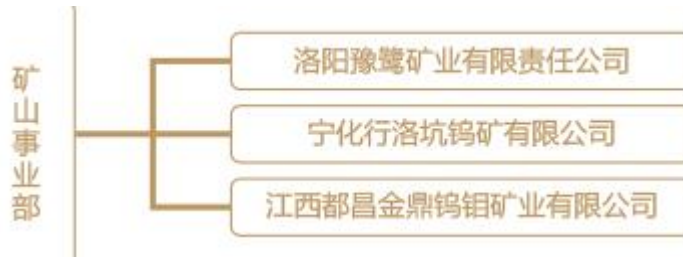 矿山事业部
洛阳豫鹭矿业有限责任公司
宁化行洛坑钨矿有限公司
江西都昌金鼎钨钼矿业有限公司